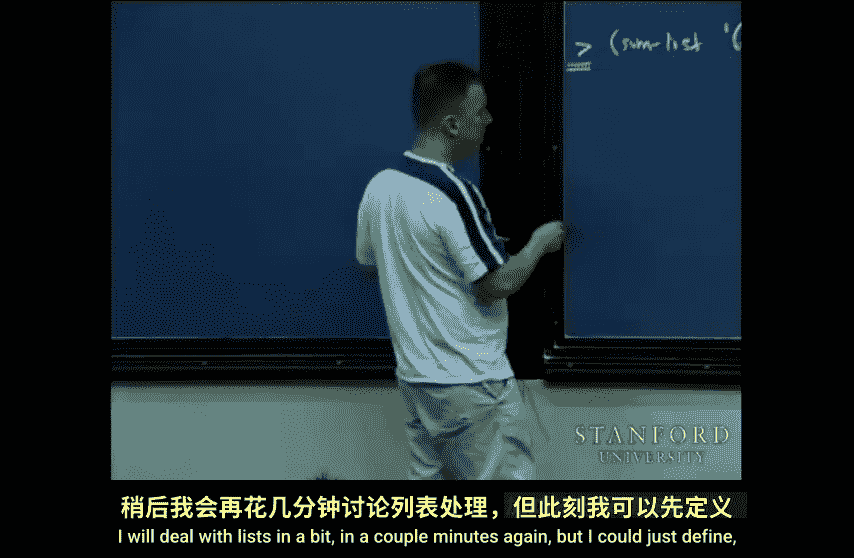 > (sum-list '(
STANFORD
UNIVERSITY
稍后我会再花几分钟讨论列表处理，但此刻我可以先定义
I will deal with lists in a bit, in a couple minutes again, but I could just define,